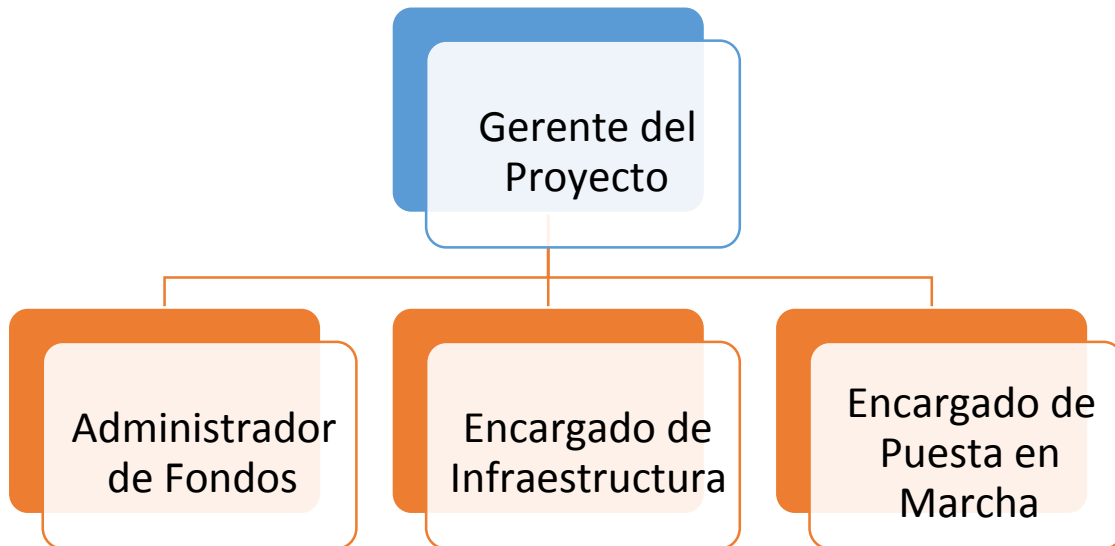 Gerente del
Proyecto
Administrador
de Fondos
Encargado de
Infraestructura
Encargado de
Puesta en
Marcha